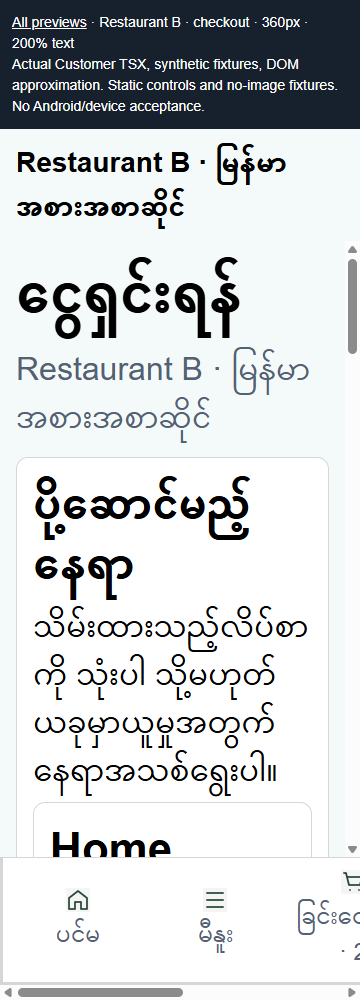 All previews · Restaurant B · checkout · 360px ·
200% text
Actual Customer TSX, synthetic fixtures, DOM
approximation. Static controls and no-image fixtures.
No Android/device acceptance.
Restaurant B · မြန်မာ
အစားအစာဆိုင်
ငွေရှင်းရန်
Restaurant B · မြန်မာ
အစားအစာဆိုင်
ပို့ဆောင်မည့်
နေရာ
သိမ်းထားသည့်လိပ်စာ
ကို သုံးပါ သို့မဟုတ်
ယခုမှာယူမှုအတွက်
နေရာအသစ်ရွေးပါ။
Home
ပင်မ
မီနူး